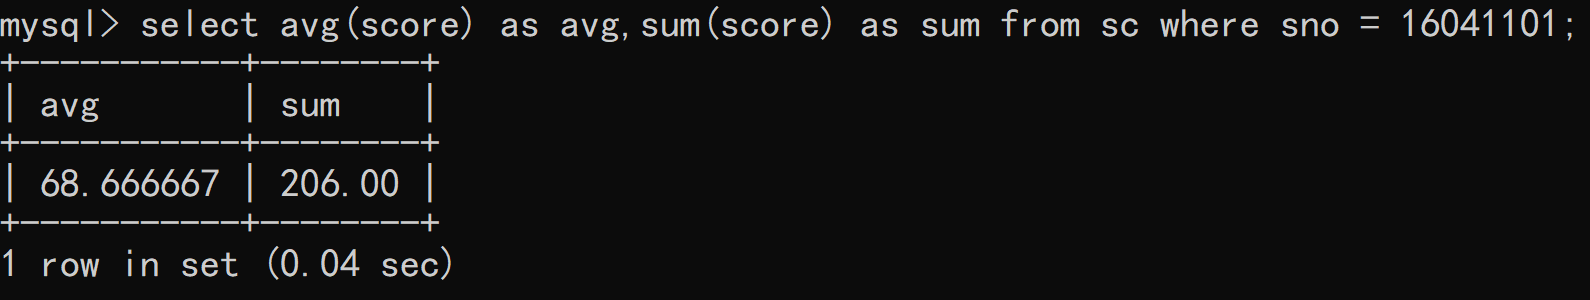 mysql> select avg(score) as avg,sum(score) as sum from sc where sno = 16041101;
+-----------+--------+
| avg       | sum    |
+-----------+--------+
| 68.666667 | 206.00 |
+-----------+--------+
1 row in set (0.04 sec)